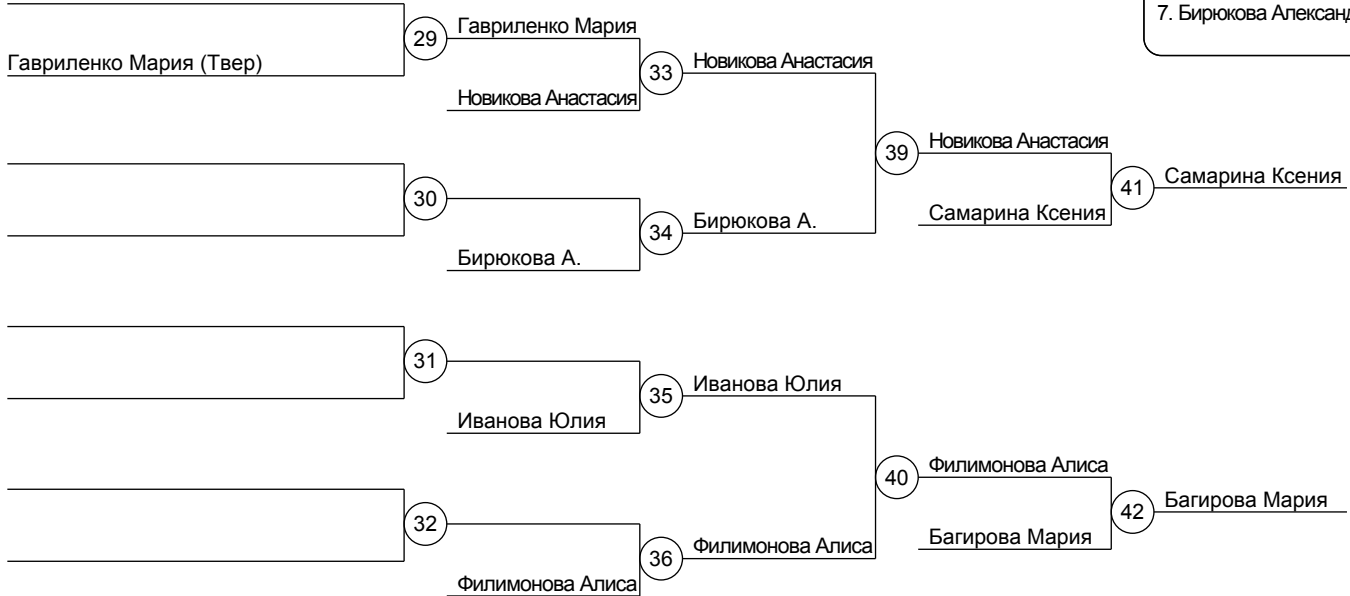 7. Бирюкова Александ
29
Гавриленко Мария
Гавриленко Мария (Твер)
33
Новикова Анастасия
Новикова Анастасия
39
Новикова Анастасия
41
Самарина Ксения
30
Самарина Ксения
34
Бирюкова А.
Бирюкова А.
31
35
Иванова Юлия
Иванова Юлия
40
Филимонова Алиса
42
Багирова Мария
32
Багирова Мария
36
Филимонова Алиса
Филимонова Алиса